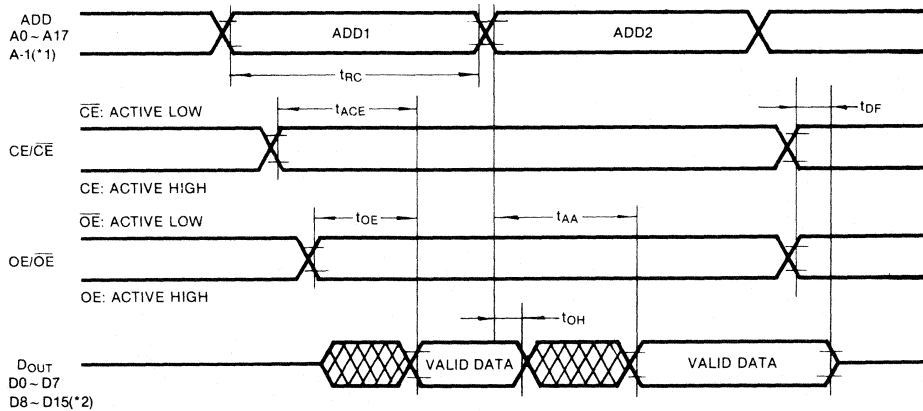 ADD
A0 ~ A17
A-1(*1)
ADD1
ADD2
tRC
CE: ACTIVE LOW
tACE
tDF
CE/CE
CE: ACTIVE HIGH
OE: ACTIVE LOW
tOE
tAA
OE/OE
OE: ACTIVE HIGH
tOH
DOUT
D0 ~ D7
D8 ~ D15(*2)
VALID DATA
VALID DATA